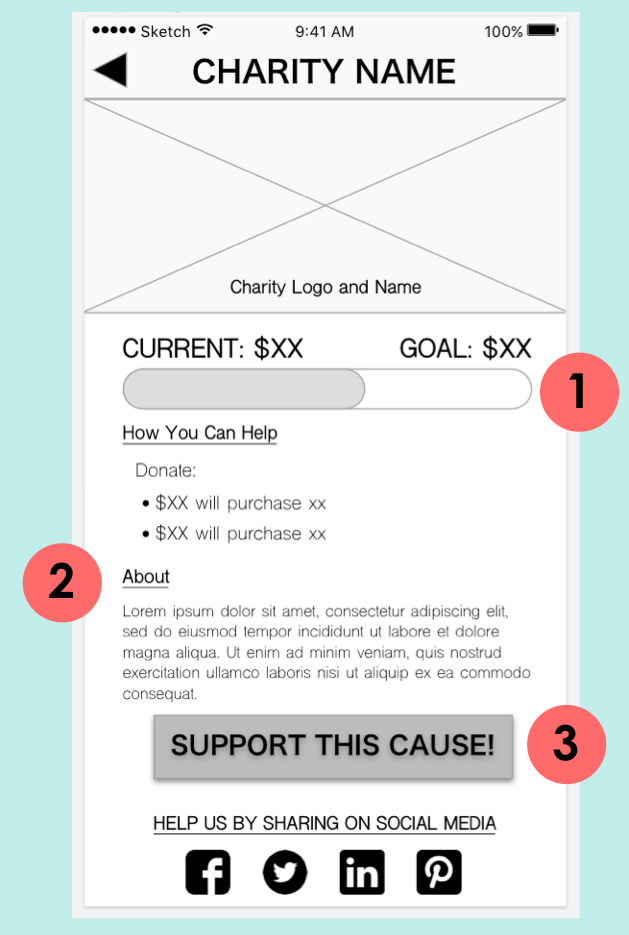 Sketch 9:41 AM 100%
CHARITY NAME
Charity Logo and Name
CURRENT: $XX GOAL: $XX
1
How You Can Help
Donate:
• $XX will purchase xx
• $XX will purchase xx
2
About
Lorem ipsum dolor sit amet, consectetur adipiscing elit,
sed do eiusmod tempor incididunt ut labore et dolore
magna aliqua. Ut enim ad minim veniam, quis nostrud
exercitation ullamco laboris nisi ut aliquip ex ea commodo
consequat.
SUPPORT THIS CAUSE!
3
HELP US BY SHARING ON SOCIAL MEDIA